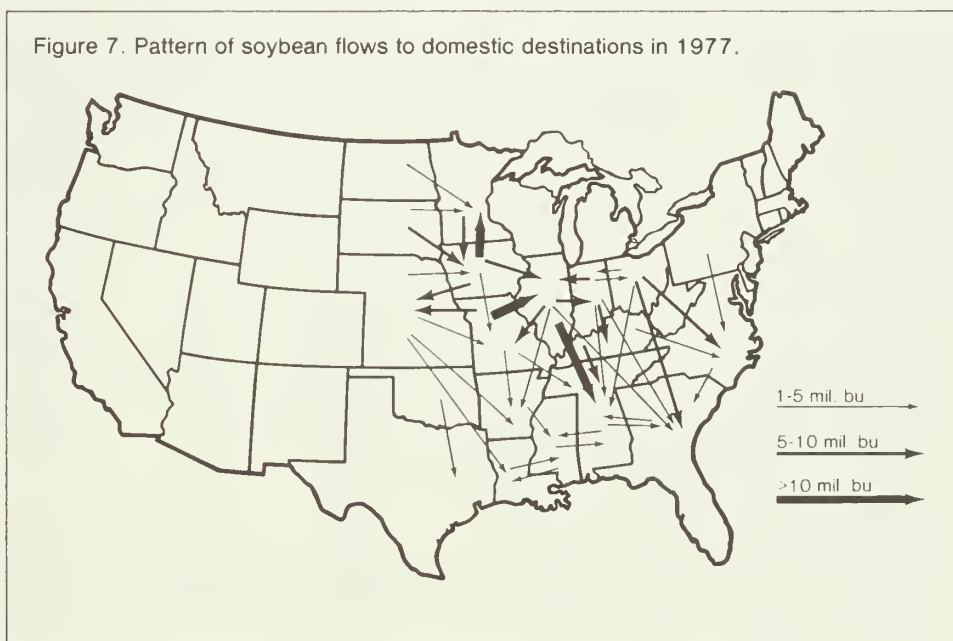 Figure 7. Pattern of soybean flows to domestic destinations in 1977.
1-5 mil. bu
5-10 mil bu
>10 mil bu